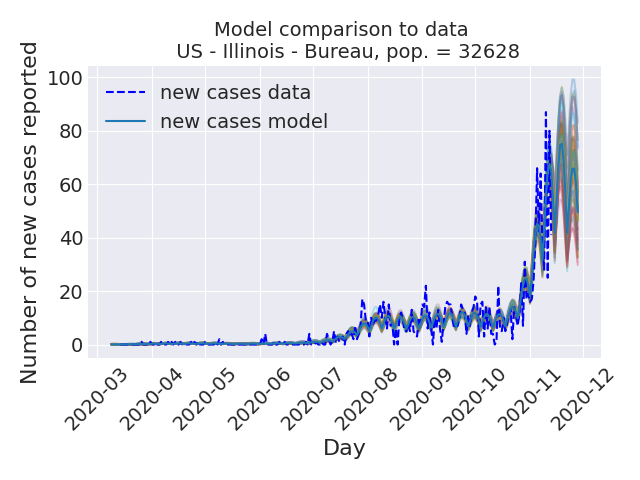 Model comparison to data
US - Illinois - Bureau, pop. = 32628
Number of new cases reported
100
80
60
40
20
0
new cases data
new cases model
2020-03
2020-04
2020-05
2020-06
2020-07
2020-08
2020-09
2020-10
2020-11
2020-12
Day